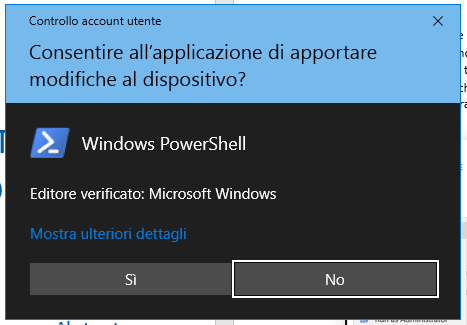 Controllo account utente
Consentire all'applicazione di apportare
modifiche al dispositivo?
Windows PowerShell
Editore verificato: Microsoft Windows
Mostra ulteriori dettagli
Sì
No